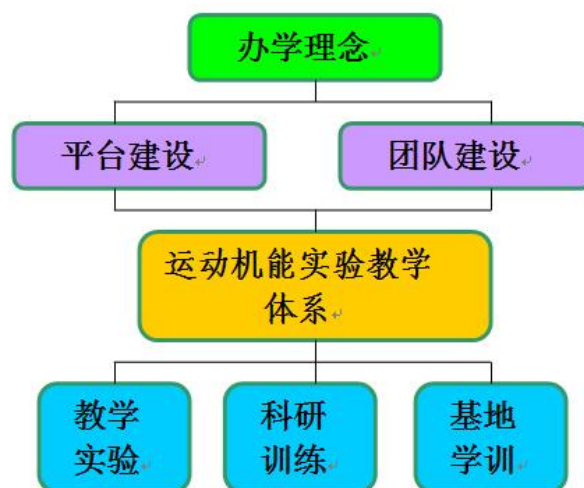 办学理念
平台建设
团队建设
运动机能实验教学
体系
教学
实验
科研
训练
基地
学训